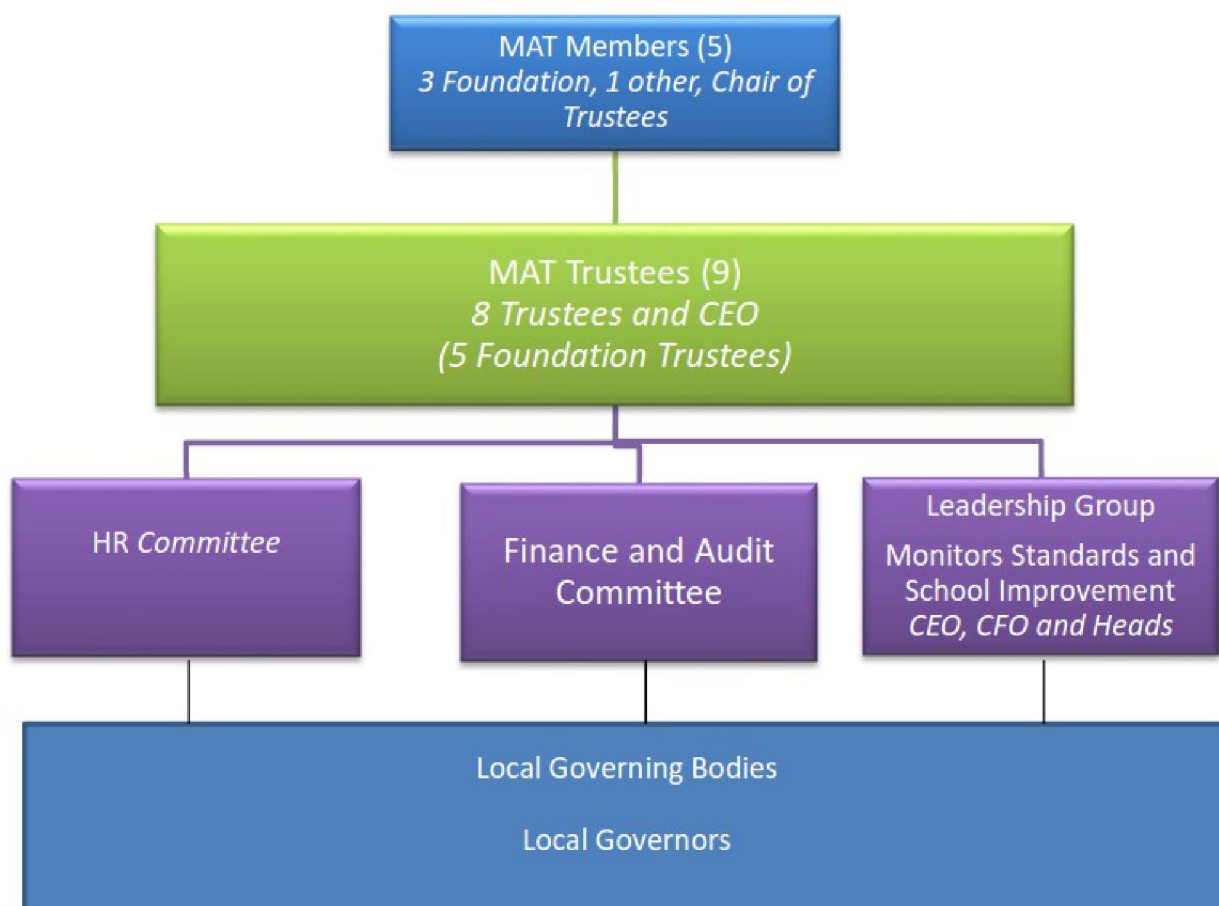 MAT Members (5)
3 Foundation, 1 other, Chair of
Trustees
MAT Trustees (9)
8 Trustees and CEO
(5 Foundation Trustees)
HR Committee
Finance and Audit
Committee
Leadership Group
Monitors Standards and
School Improvement
CEO, CFO and Heads
Local Governing Bodies
Local Governors